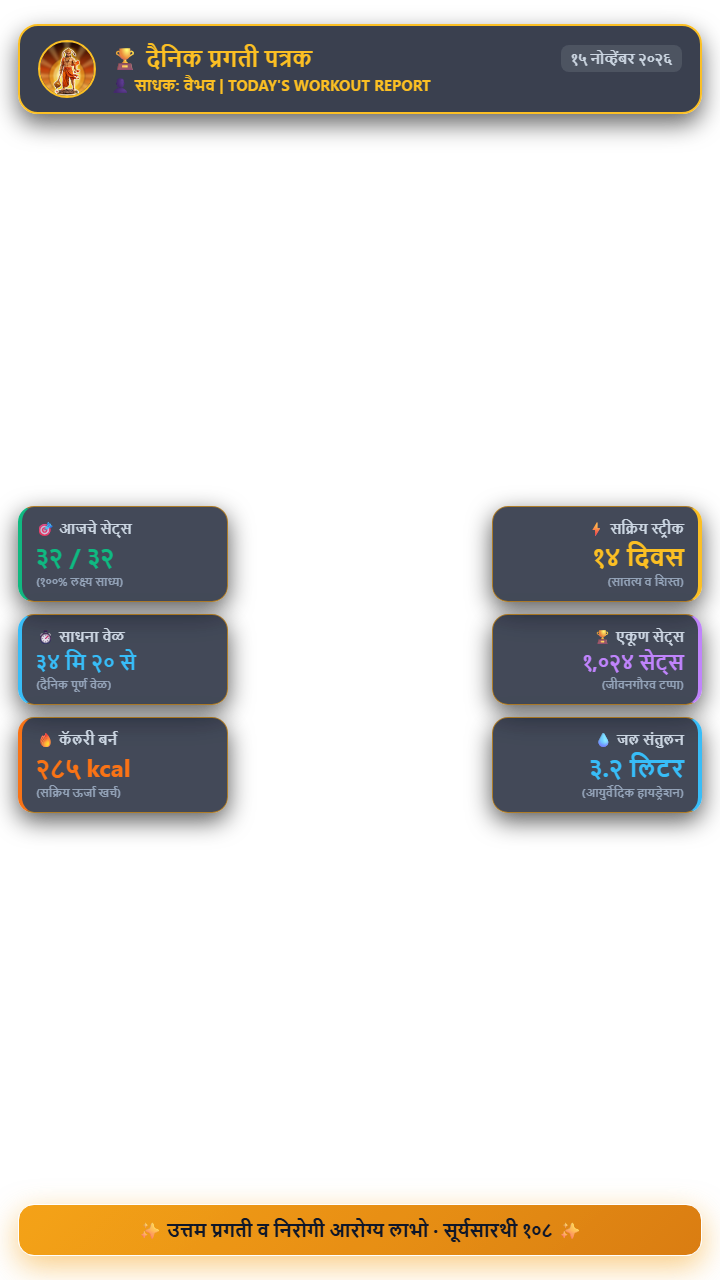 🏆 दैनिक प्रगती पत्रक
१५ नोव्हेंबर २०२६
👤 साधक: वैभव | TODAY'S WORKOUT REPORT
🎯 आजचे सेट्स
३२ / ३२
(१००% लक्ष्य साध्य)
⏱ साधना वेळ
३४ मि २० से
(दैनिक पूर्ण वेळ)
🔥 कॅलरी बर्न
२८५ kcal
(सक्रिय ऊर्जा खर्च)
⚡ सक्रिय स्ट्रीक
१४ दिवस
(सातत्य व शिस्त)
🏆 एकूण सेट्स
१,०२४ सेट्स
(जीवनगौरव टप्पा)
💧 जल संतुलन
३.२ लिटर
(आयुर्वेदिक हायड्रेशन)
✨ उत्तम प्रगती व निरोगी आरोग्य लाभो · सूर्यसारथी १०८ ✨